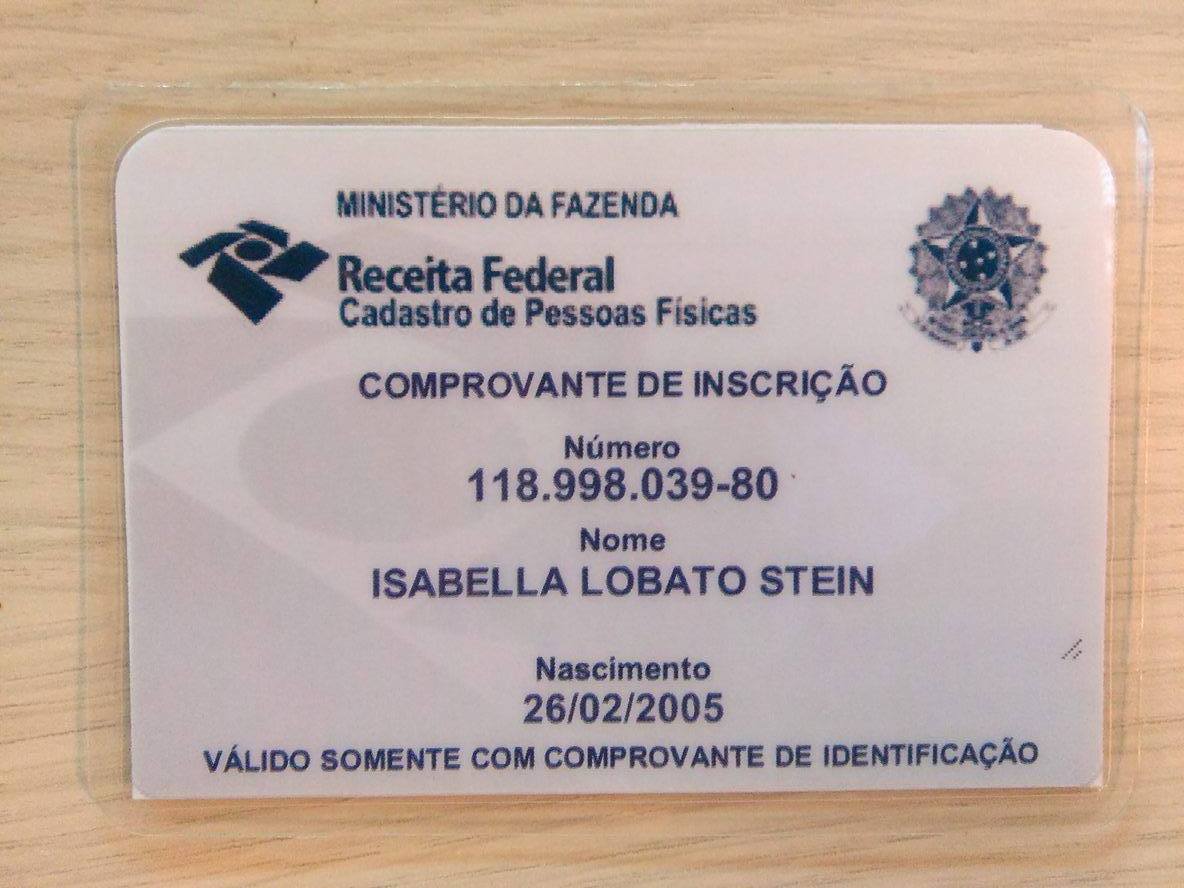 MINISTÉRIO DA FAZENDA
Receita Federal
Cadastro de Pessoas Físicas
COMPROVANTE DE INSCRIÇÃO
Número
118.998.039-80
Nome
ISABELLA LOBATO STEIN
Nascimento
26/02/2005
VÁLIDO SOMENTE COM COMPROVANTE DE IDENTIFICAÇÃO